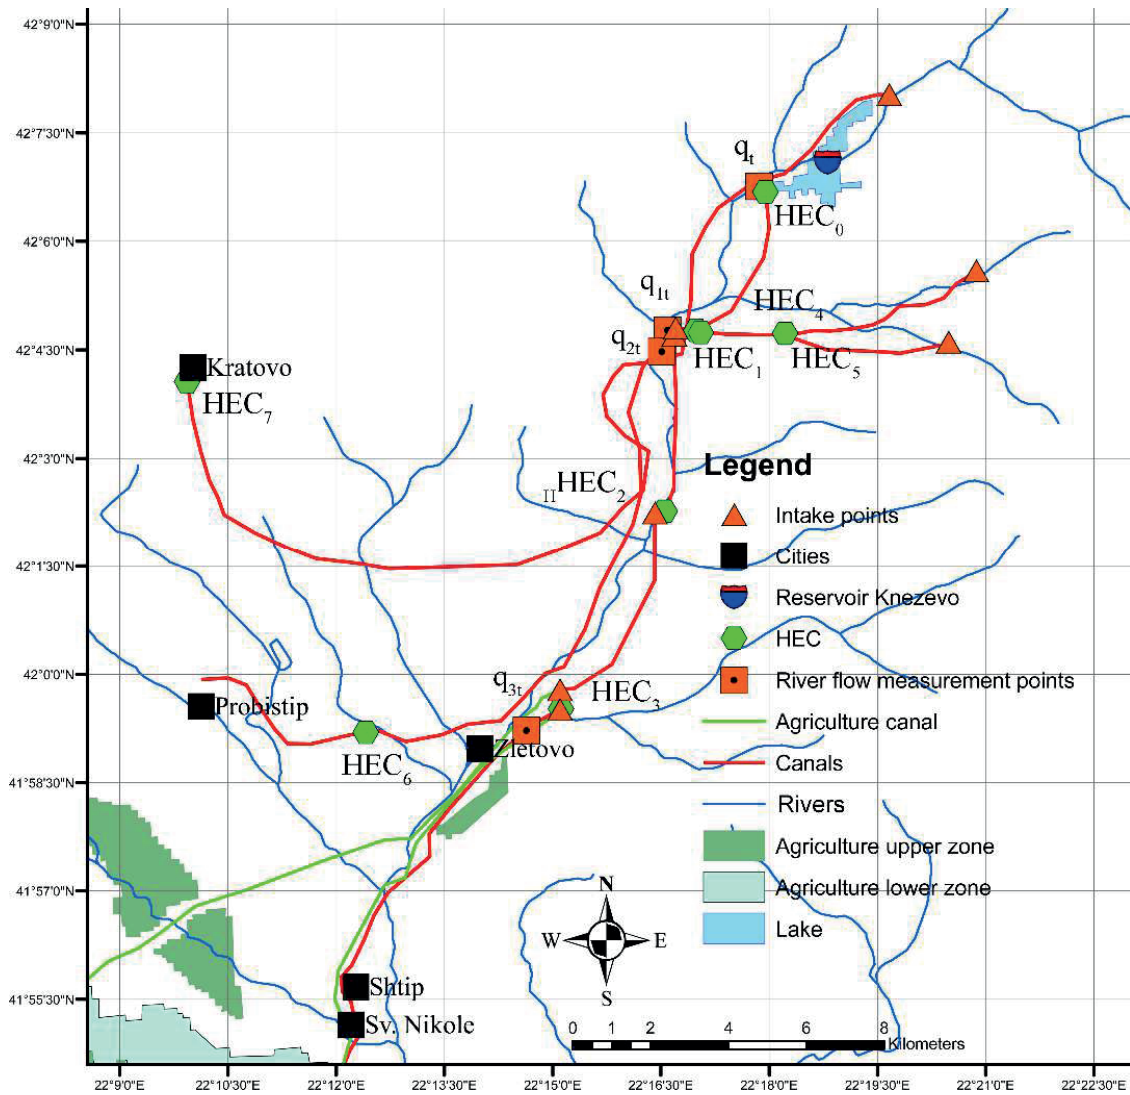 42°9'0"N
42°7'30"N
42°6'0"N
42°4'30"N
42°3'0"N
42°1'30"N
42°0'0"N
41°58'30"N
41°57'0"N
41°55'30"N
qt
HEC0
q1t
HEC4
q2t
HEC1
HEC5
Kratovo
HEC7
IIHEC2
q3t
HEC3
Probistip
HEC6
Zletovo
Shtip
Sv. Nikole
Legend
Intake points
Cities
Reservoir Knezevo
HEC
River flow measurement points
Agriculture canal
Canals
Rivers
Agriculture upper zone
Agriculture lower zone
Lake
N
W E
S
0 1 2 4 6 8
Kilometers
22°9'0"E 22°10'30"E 22°12'0"E 22°13'30"E 22°15'0"E 22°16'30"E 22°18'0"E 22°19'30"E 22°21'0"E 22°22'30"E